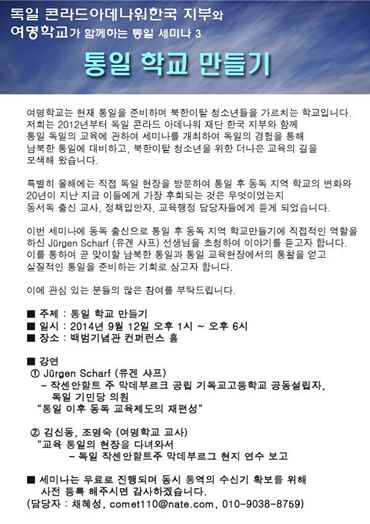 독일 콘라드아데나워한국 지부와
여명학교가 함께하는 통일 세미나 3
통일 학교 만들기
여명학교는 현재 통일을 준비하며 북한이탈 청소년들을 가르치는 학교입니다.
저희는 2012년부터 독일 콘라드 아데나워 재단 한국 지부와 함께
통일 독일의 교육에 관하여 세미나를 개최하여 독일의 경험을 통해
남북한 통일에 대비하고, 북한이탈 청소년을 위한 더나은 교육의 길을
모색해 왔습니다.
특별히 올해에는 직접 독일 현장을 방문하여 통일 후 동독 지역 학교의 변화와
20년이 지난 지금 이들에게 가장 후회되는 것은 무엇이었는지
동서독 출신 교사, 정책입안자, 교육행정 담당자들에게 듣게 되었습니다.
이번 세미나에 동독 출신으로 통일 후 동독 지역 학교만들기에 직접적인 역할을
하신 Jürgen Scharf (유겐 샤프) 선생님을 초청하여 이야기를 듣고자 합니다.
이를 통하여 곧 맞이할 남북한 통일과 통일 교육현장에서의 통찰을 얻고
실질적인 통일을 준비하는 기회로 삼고자 합니다.
이에 관심 있는 분들의 많은 참여를 부탁드립니다.
■ 주제 : 통일 학교 만들기
■ 일시 : 2014년 9월 12일 오후 1시 ~ 오후 6시
■ 장소 : 백범기념관 컨퍼런스 홀
■ 강연
① Jürgen Scharf (유겐 샤프)
- 작센안할트 주 막데부르크 공립 기독교고등학교 공동설립자,
독일 기민당 의원
“통일 이후 동독 교육제도의 재편성”
② 김신동, 조명숙 (여명학교 교사)
“교육 통일의 현장을 다녀와서
- 독일 작센안할트주 막데부르그 현지 연수 보고
■ 세미나는 무료로 진행되며 동시 통역의 수신기 확보를 위해
사전 등록 해주시면 감사하겠습니다.
(담당자 : 채혜성, comet110@nate.com, 010-9038-8759)